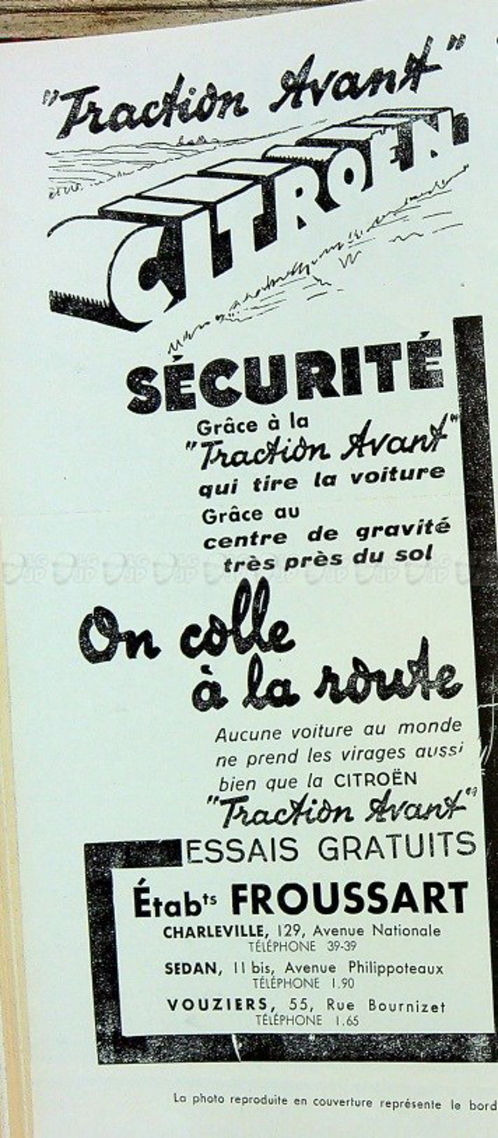 "Traction Avant"
CITROËN
SÉCURITÉ
Grâce à la
"Traction Avant"
qui tire la voiture
Grâce au
centre de gravité
très près du sol
On colle
à la route
Aucune voiture au monde
ne prend les virages aussi
bien que la CITROËN
"Traction Avant"
ESSAIS GRATUITS
Étabts FROUSSART
CHARLEVILLE, 129, Avenue Nationale
TÉLÉPHONE 39-39
SEDAN, 11 bis, Avenue Philippoteaux
TÉLÉPHONE 1.90
VOUZIERS, 55, Rue Bournizet
TÉLÉPHONE 1.65
La photo reproduite en couverture représente le bord